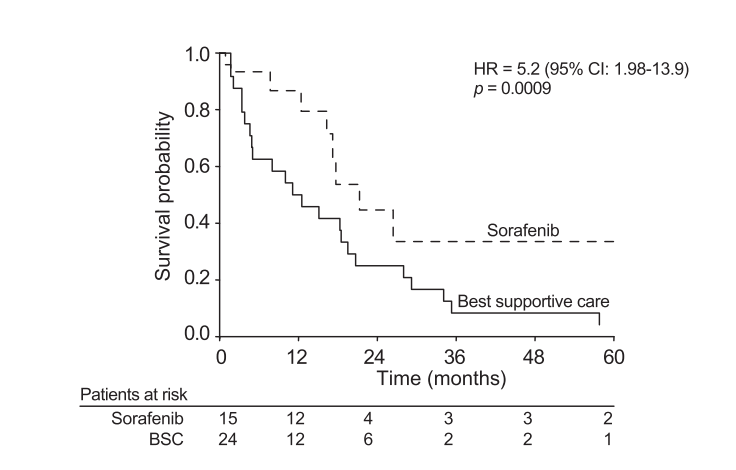 1.0
0.8
0.6
0.4
0.2
0.0
Survival probability
HR = 5.2 (95% CI: 1.98-13.9)
p = 0.0009
Sorafenib
Best supportive care
0 12 24 36 48 60
Time (months)
Patients at risk
Sorafenib 15 12 4 3 3 2
BSC 24 12 6 2 2 1